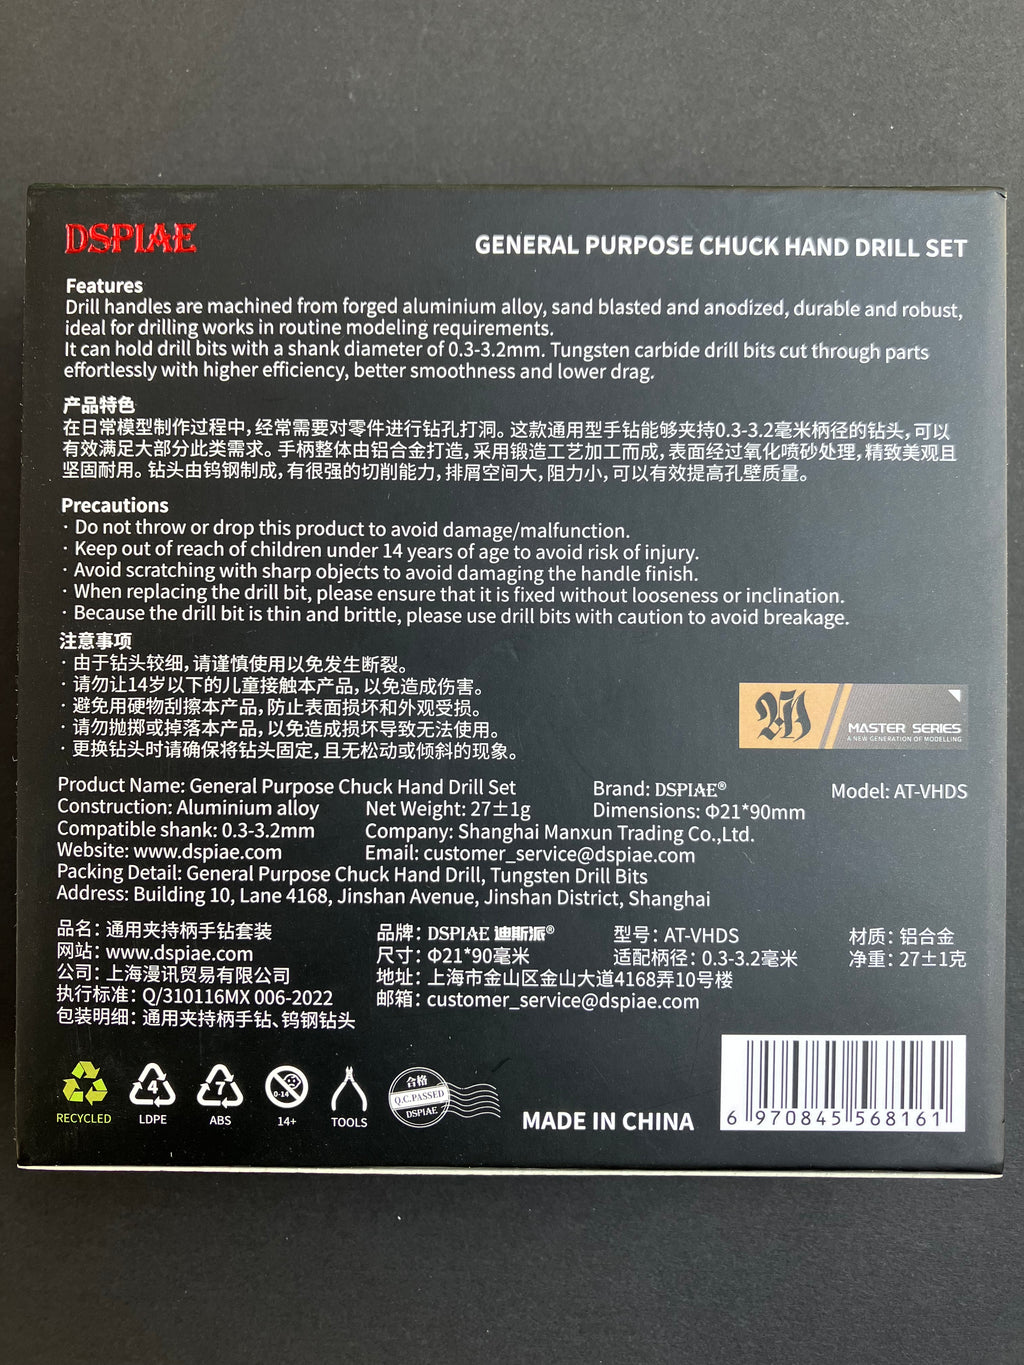 DSPIAE
GENERAL PURPOSE CHUCK HAND DRILL SET
Features
Drill handles are machined from forged aluminium alloy, sand blasted and anodized, durable and robust,
ideal for drilling works in routine modeling requirements.
It can hold drill bits with a shank diameter of 0.3-3.2mm. Tungsten carbide drill bits cut through parts
effortlessly with higher efficiency, better smoothness and lower drag.
产品特色
在日常模型制作过程中，经常需要对零件进行钻孔打洞。这款通用型手钻能够夹持0.3-3.2毫米柄径的钻头，可以
有效满足大部分此类需求。手柄整体由铝合金打造，采用锻造工艺加工而成，表面经过氧化喷砂处理，精致美观且
坚固耐用。钻头由钨钢制成，有很强的切削能力，排屑空间大，阻力小，可以有效提高孔壁质量。
Precautions
· Do not throw or drop this product to avoid damage/malfunction.
· Keep out of reach of children under 14 years of age to avoid risk of injury.
· Avoid scratching with sharp objects to avoid damaging the handle finish.
· When replacing the drill bit, please ensure that it is fixed without looseness or inclination.
· Because the drill bit is thin and brittle, please use drill bits with caution to avoid breakage.
注意事项
· 由于钻头较细，请谨慎使用以免发生断裂。
· 请勿让14岁以下的儿童接触本产品，以免造成伤害。
· 避免用硬物刮擦本产品，防止表面损坏和外观受损。
· 请勿抛掷或掉落本产品，以免造成损坏导致无法使用。
· 更换钻头时请确保将钻头固定，且无松动或倾斜的现象。
MASTER SERIES
A NEW GENERATION OF MODELLING
Product Name: General Purpose Chuck Hand Drill Set Brand: DSPIAE® Model: AT-VHDS
Construction: Aluminium alloy Net Weight: 27±1g Dimensions: Φ21*90mm
Compatible shank: 0.3-3.2mm Company: Shanghai Manxun Trading Co.,Ltd.
Website: www.dspiae.com Email: customer_service@dspiae.com
Packing Detail: General Purpose Chuck Hand Drill, Tungsten Drill Bits
Address: Building 10, Lane 4168, Jinshan Avenue, Jinshan District, Shanghai
品名：通用夹持柄手钻套装 品牌：DSPIAE 迪斯派® 型号：AT-VHDS 材质：铝合金
网站：www.dspiae.com 尺寸：Φ21*90毫米 适配柄径：0.3-3.2毫米 净重：27±1克
公司：上海漫讯贸易有限公司 地址：上海市金山区金山大道4168弄10号楼
执行标准：Q/310116MX 006-2022 邮箱：customer_service@dspiae.com
包装明细：通用夹持柄手钻、钨钢钻头
RECYCLED
4
LDPE
7
ABS
0-14
14+
TOOLS
合格
Q.C.PASSED
DSPIAE
MADE IN CHINA
6 970845 568161